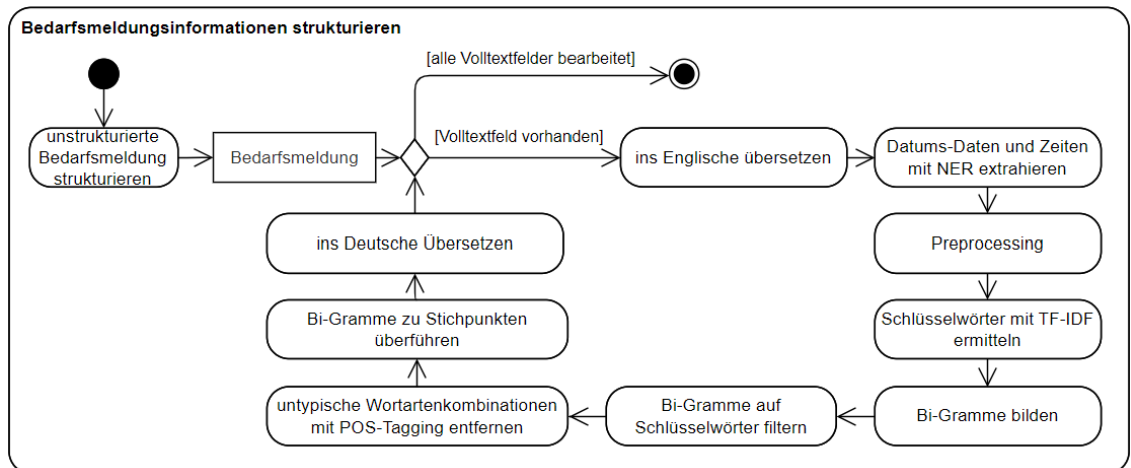 Bedarfsmeldungsinformationen strukturieren
[alle Volltextfelder bearbeitet]
unstrukturierte
Bedarfsmeldung
strukturieren
Bedarfsmeldung
[Volltextfeld vorhanden]
ins Englische übersetzen
Datums-Daten und Zeiten
mit NER extrahieren
Preprocessing
Schlüsselwörter mit TF-IDF
ermitteln
Bi-Gramme bilden
Bi-Gramme auf
Schlüsselwörter filtern
untypische Wortartenkombinationen
mit POS-Tagging entfernen
Bi-Gramme zu Stichpunkten
überführen
ins Deutsche Übersetzen